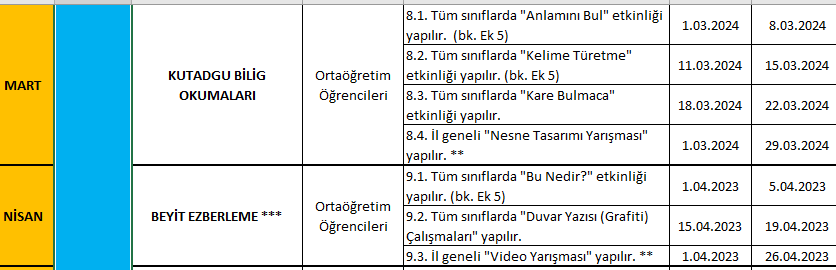 MART
KUTADGU BİLİG
OKUMALARI
Ortaöğretim
Öğrencileri
8.1. Tüm sınıflarda "Anlamını Bul" etkinliği
yapılır.  (bk. Ek 5)
1.03.2024
8.03.2024
8.2. Tüm sınıflarda "Kelime Türetme"
etkinliği yapılır. (bk. Ek 5)
11.03.2024
15.03.2024
8.3. Tüm sınıflarda "Kare Bulmaca"
etkinliği yapılır.
18.03.2024
22.03.2024
8.4. İl geneli "Nesne Tasarımı Yarışması"
yapılır. **
1.03.2024
29.03.2024
NİSAN
BEYİT EZBERLEME ***
Ortaöğretim
Öğrencileri
9.1. Tüm sınıflarda "Bu Nedir?" etkinliği
yapılır. (bk. Ek 5)
1.04.2023
5.04.2023
9.2. Tüm sınıflarda "Duvar Yazısı (Grafiti)
Çalışmaları" yapılır.
15.04.2023
19.04.2023
9.3. İl geneli "Video Yarışması" yapılır. **
1.04.2023
26.04.2023